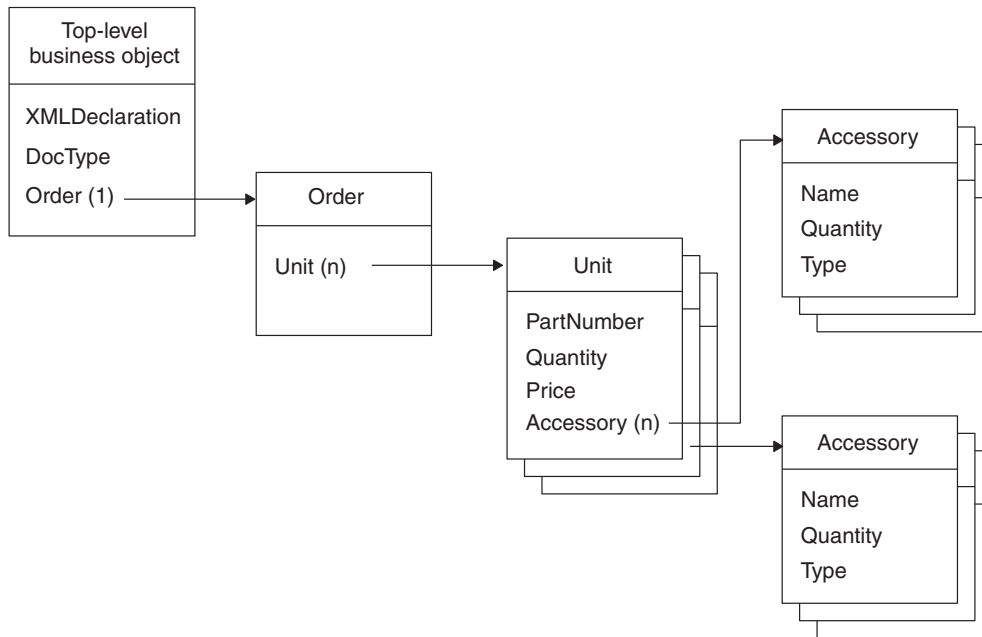 Top-level
business object
XMLDeclaration
DocType
Order (1)
Order
Unit (n)
Unit
PartNumber
Quantity
Price
Accessory (n)
Accessory
Name
Quantity
Type
Accessory
Name
Quantity
Type